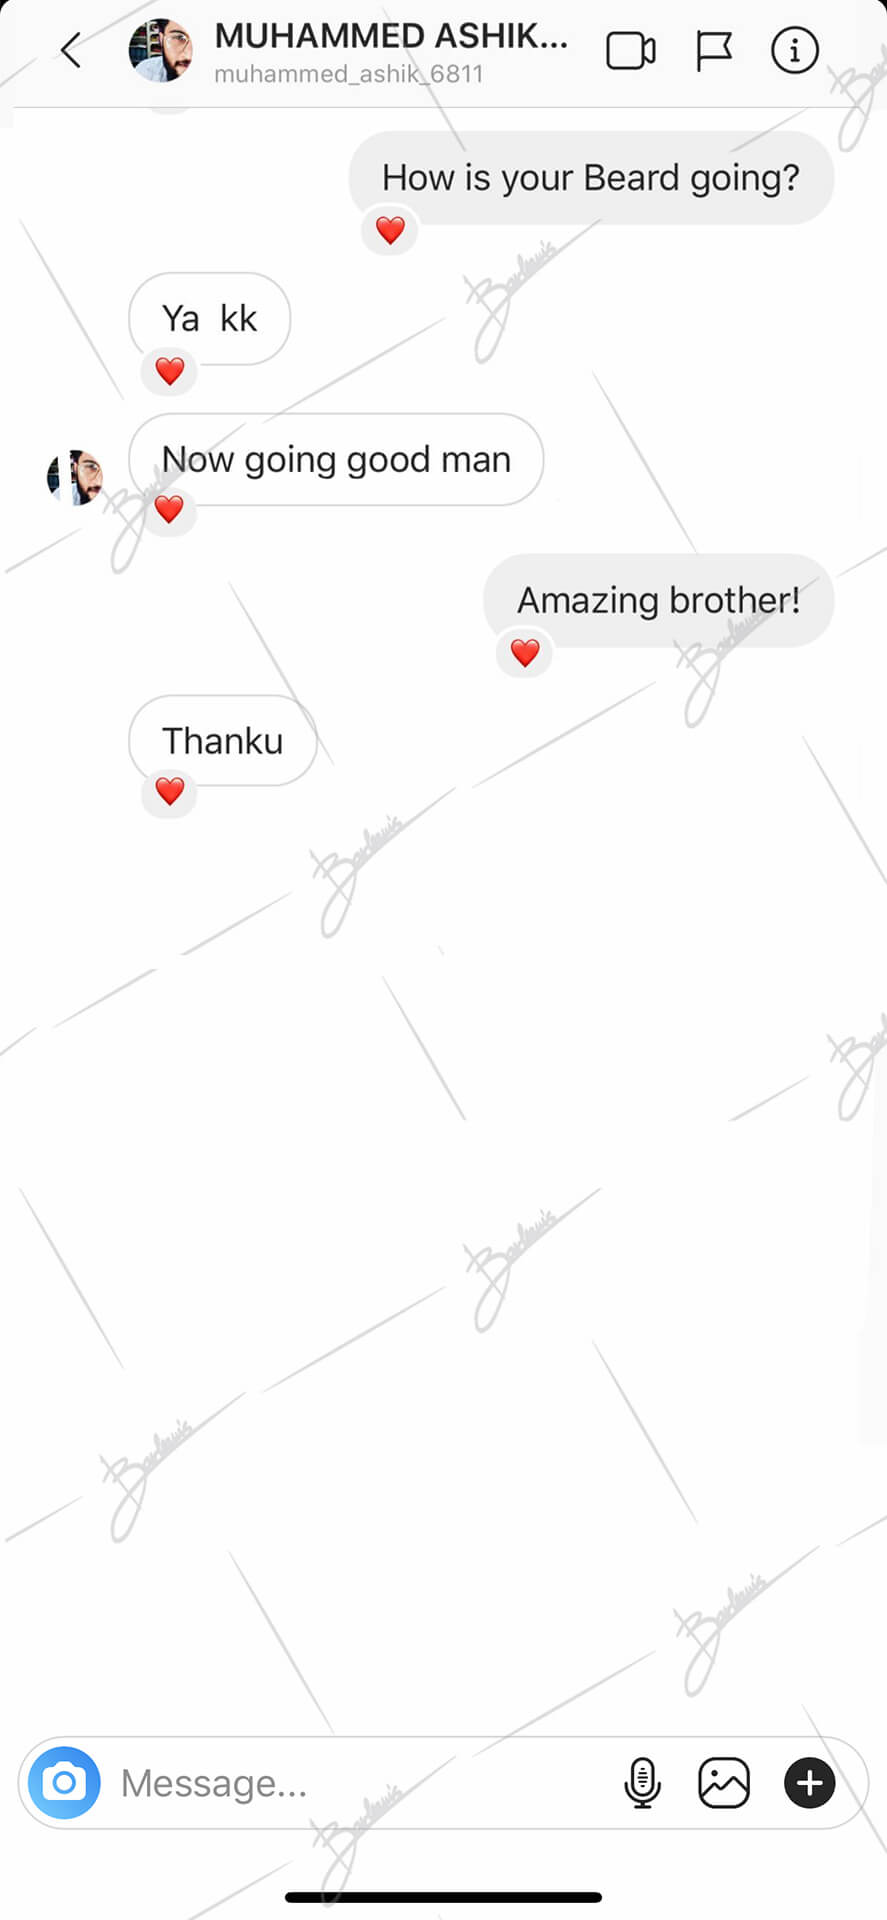 MUHAMMED ASHIK...
muhammed_ashik_6811
How is your Beard going?
Ya kk
Now going good man
Amazing brother!
Thanku
Message...